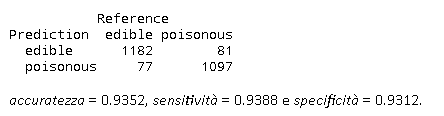 Reference
Prediction edible poisonous
edible 1182 81
poisonous 77 1097
accuratezza = 0.9352, sensitività = 0.9388 e specificità = 0.9312.